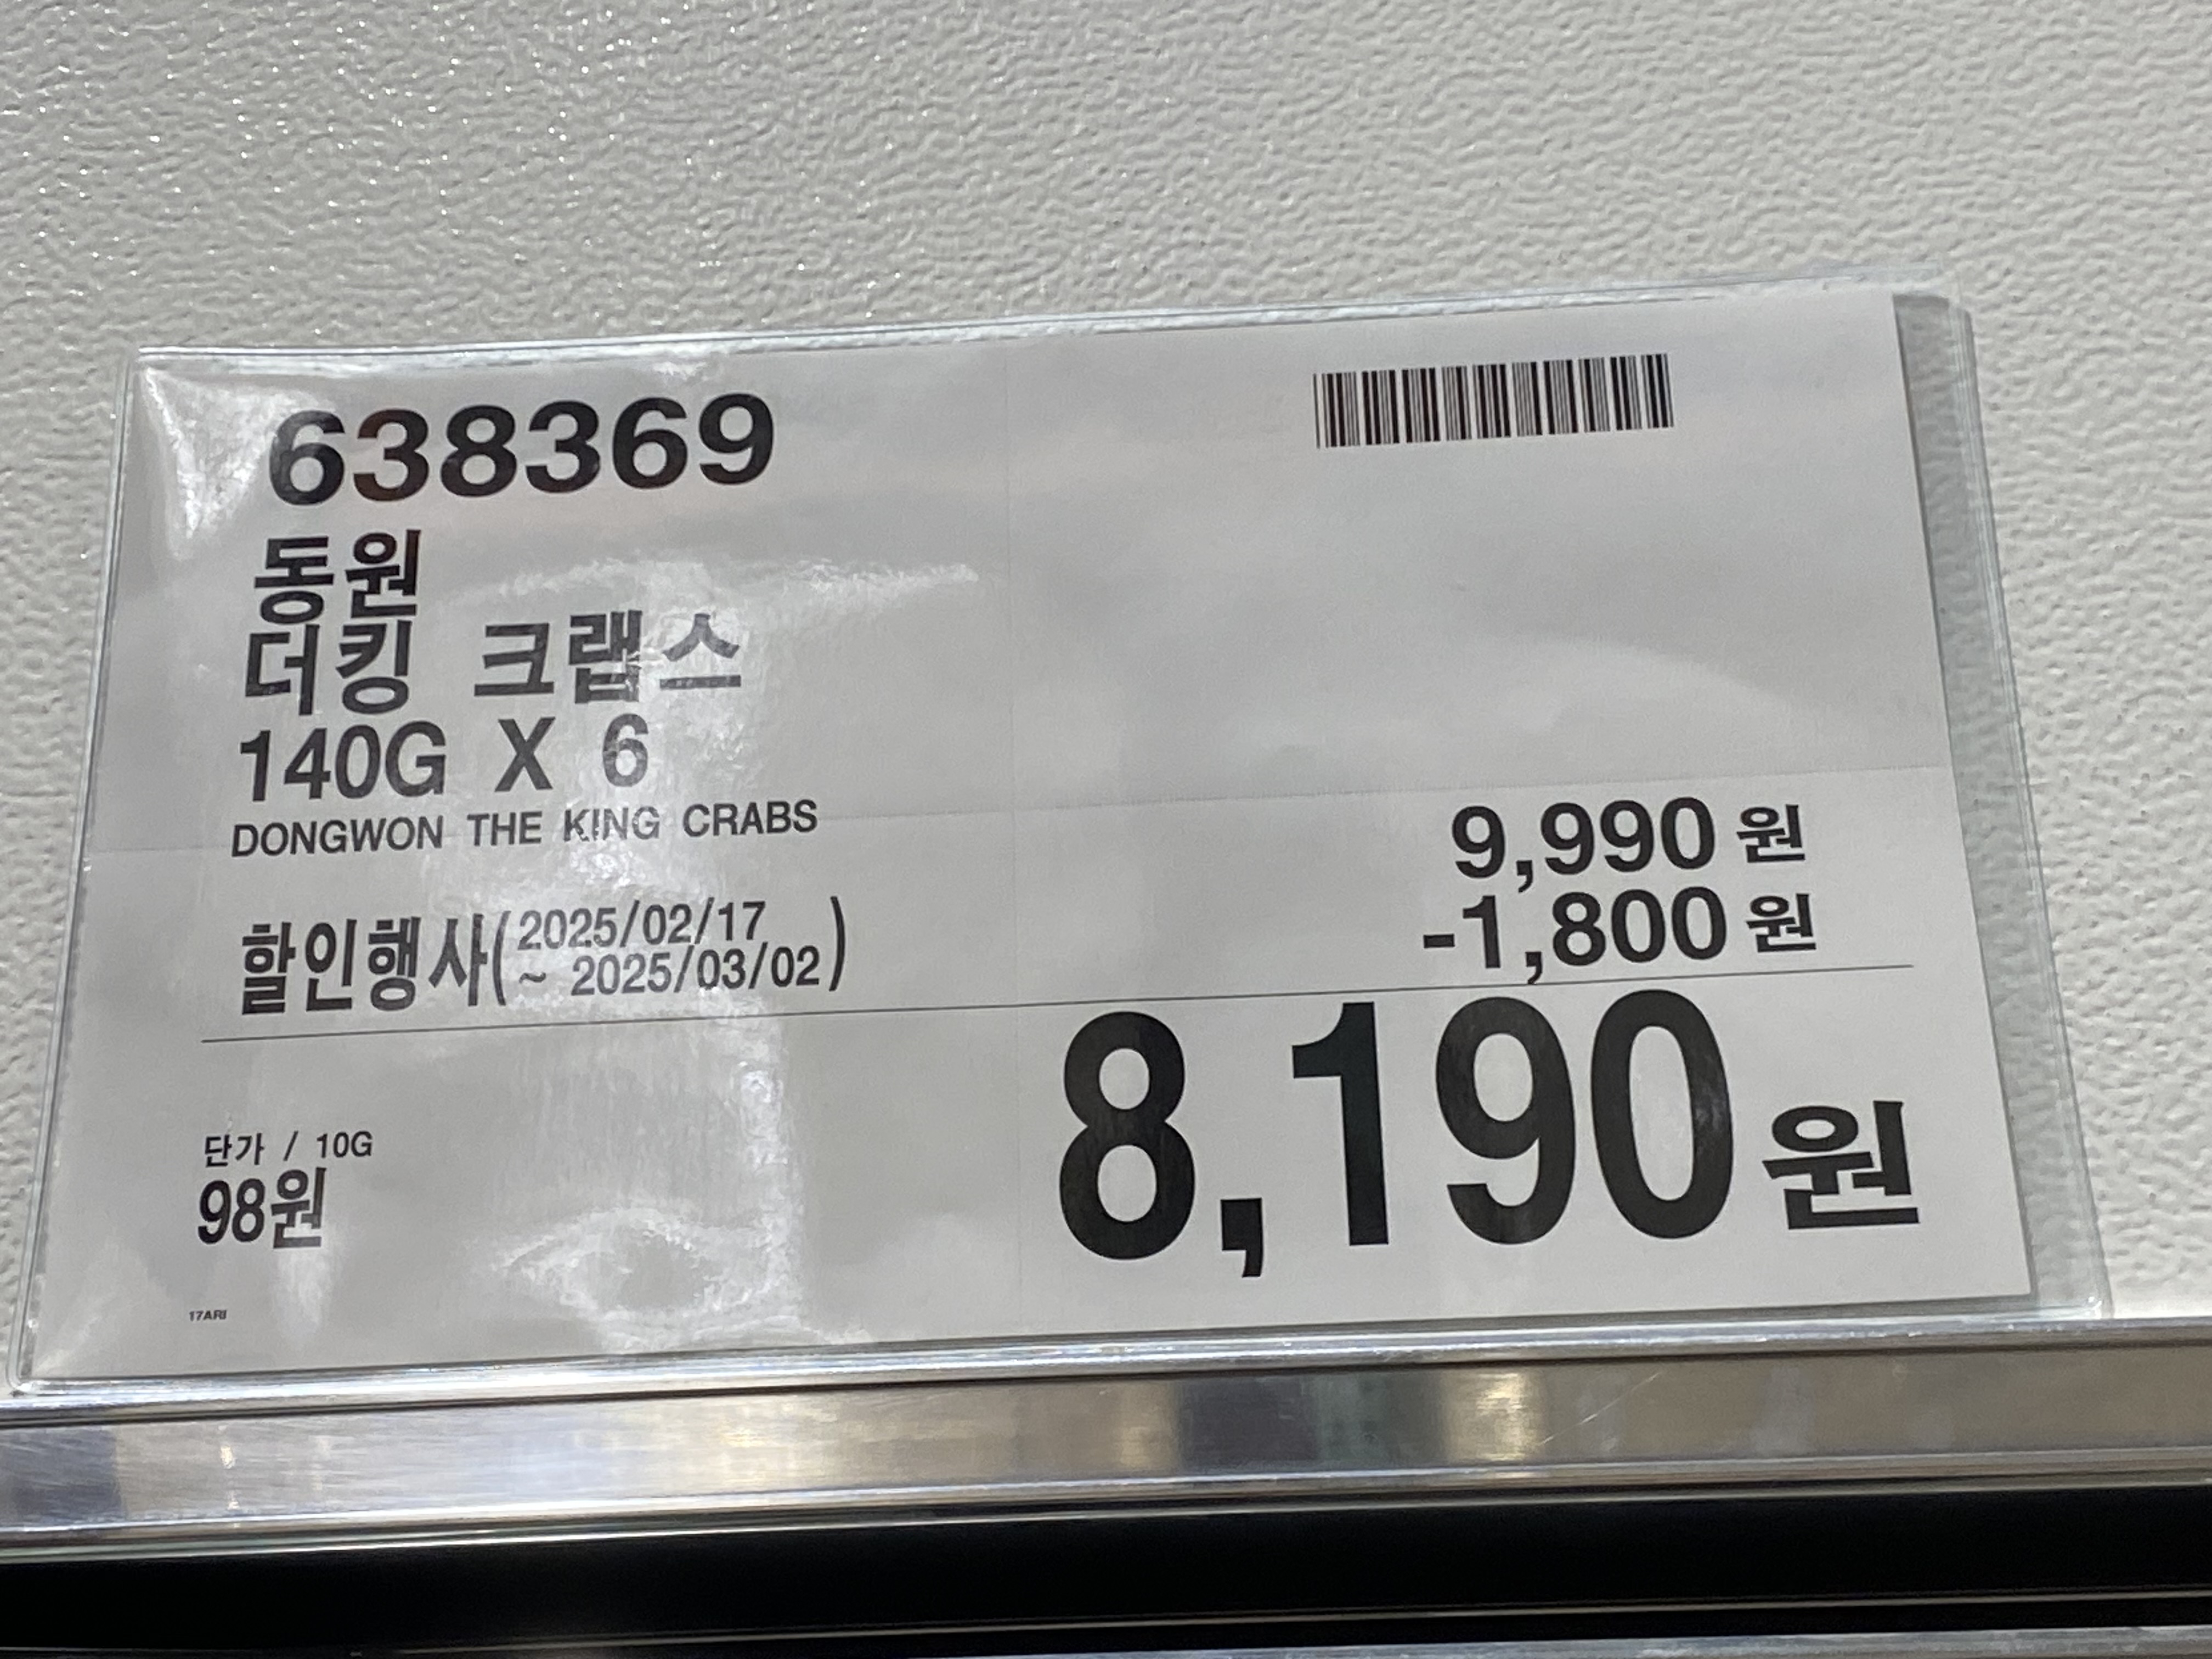 638369
동원
더킹 크랩스
140G X 6
DONGWON THE KING CRABS
9,990 원
할인행사(2025/02/17
~ 2025/03/02)
-1,800 원
8,190 원
단가 / 10G
98원
17ARI